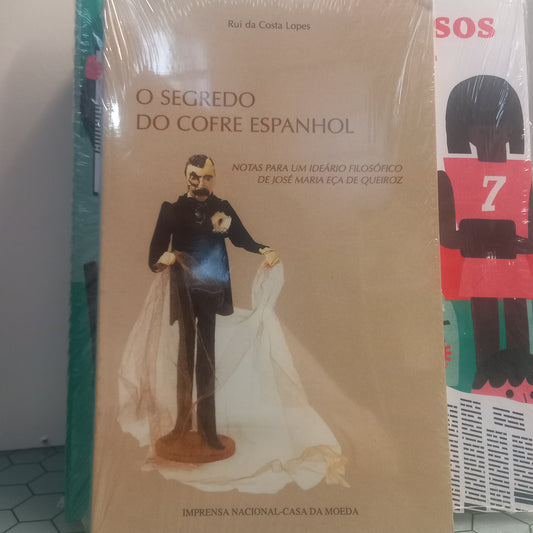 Rui da Costa Lopes
O SEGREDO
DO COFRE ESPANHOL
NOTAS PARA UM IDEÁRIO FILOSÓFICO
DE JOSÉ MARIA EÇA DE QUEIROZ
IMPRENSA NACIONAL-CASA DA MOEDA
SOS
7